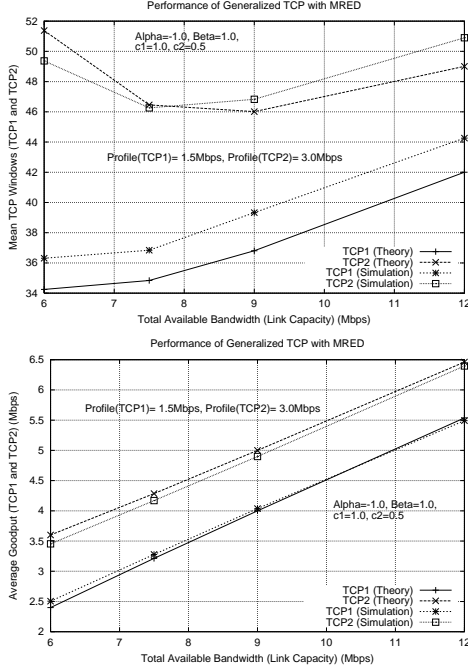 Performance of Generalized TCP with MRED
52
50
48
46
44
42
40
38
36
34
Mean TCP Windows (TCP1 and TCP2)
Alpha=-1.0, Beta=1.0,
c1=1.0, c2=0.5
Profile(TCP1)= 1.5Mbps, Profile(TCP2)= 3.0Mbps
TCP1 (Theory)
TCP2 (Theory)
TCP1 (Simulation)
TCP2 (Simulation)
6 7 8 9 10 11 12
Total Available Bandwidth (Link Capacity) (Mbps)
Performance of Generalized TCP with MRED
6.5
6
5.5
5
4.5
4
3.5
3
2.5
2
Average Goodput (TCP1 and TCP2) (Mbps)
Profile(TCP1)= 1.5Mbps, Profile(TCP2)= 3.0Mbps
Alpha=-1.0, Beta=1.0,
c1=1.0, c2=0.5
TCP1 (Theory)
TCP2 (Theory)
TCP1 (Simulation)
TCP2 (Simulation)
6 7 8 9 10 11 12
Total Available Bandwidth (Link Capacity) (Mbps)